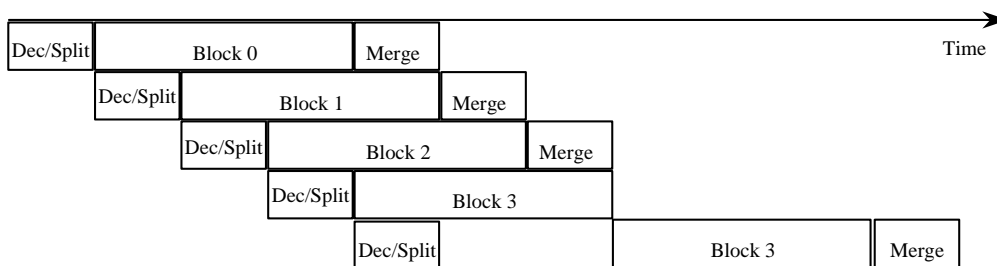 Time
Dec/Split Block 0 Merge
Dec/Split Block 1 Merge
Dec/Split Block 2 Merge
Dec/Split Block 3
Dec/Split Block 3 Merge